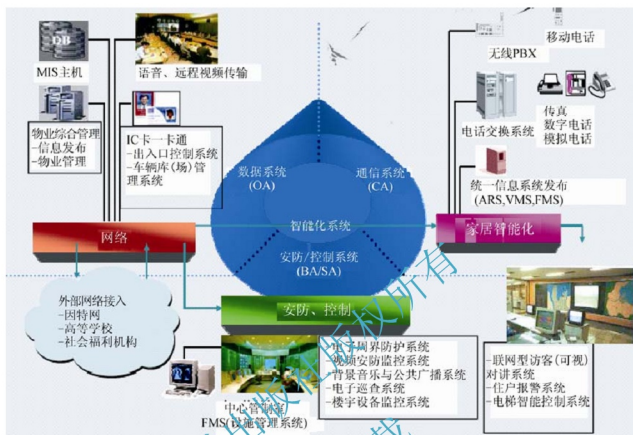 DB
MIS主机
语音、远程视频传输
物业综合管理
-信息发布
-物业管理
IC卡一卡通
-出入口控制系统
-车辆库(场)管
理系统
无线PBX
移动电话
电话交换系统
传真
数字电话
模拟电话
统一信息系统发布
(ARS,VMS,FMS)
数据系统
(OA)
通信系统
(CA)
智能化系统
安防/控制系统
(BA/SA)
网络
家居智能化
安防、控制
外部网络接入
-因特网
-高等学校
-社会福利机构
中心管制室
FMS(设施管理系统)
-电子周界防护系统
-视频安防监控系统
-背景音乐与公共广播系统
-电子巡查系统
-楼宇设备监控系统
-联网型访客(可视)
对讲系统
-住户报警系统
-电梯智能控制系统
出版社版权所有